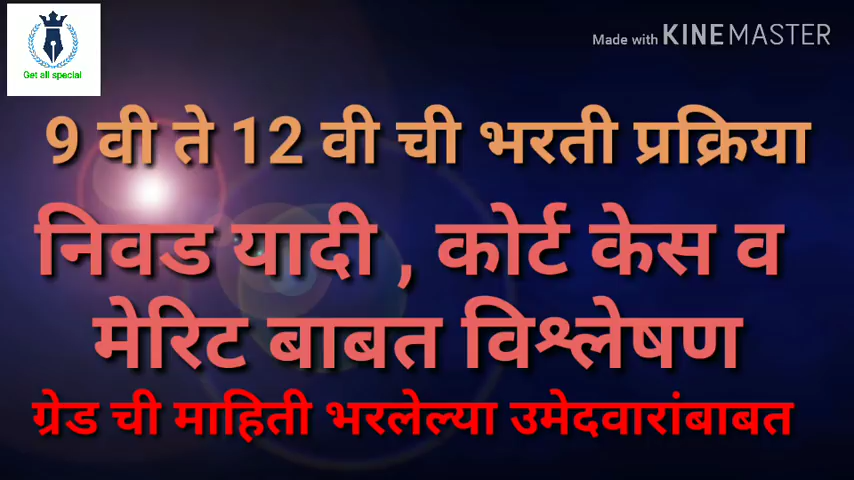 Get all special
Made with KINEMASTER
9 वी ते 12 वी ची भरती प्रक्रिया
निवड यादी , कोर्ट केस व
मेरिट बाबत विश्लेषण
ग्रेड ची माहिती भरलेल्या उमेदवारांबाबत